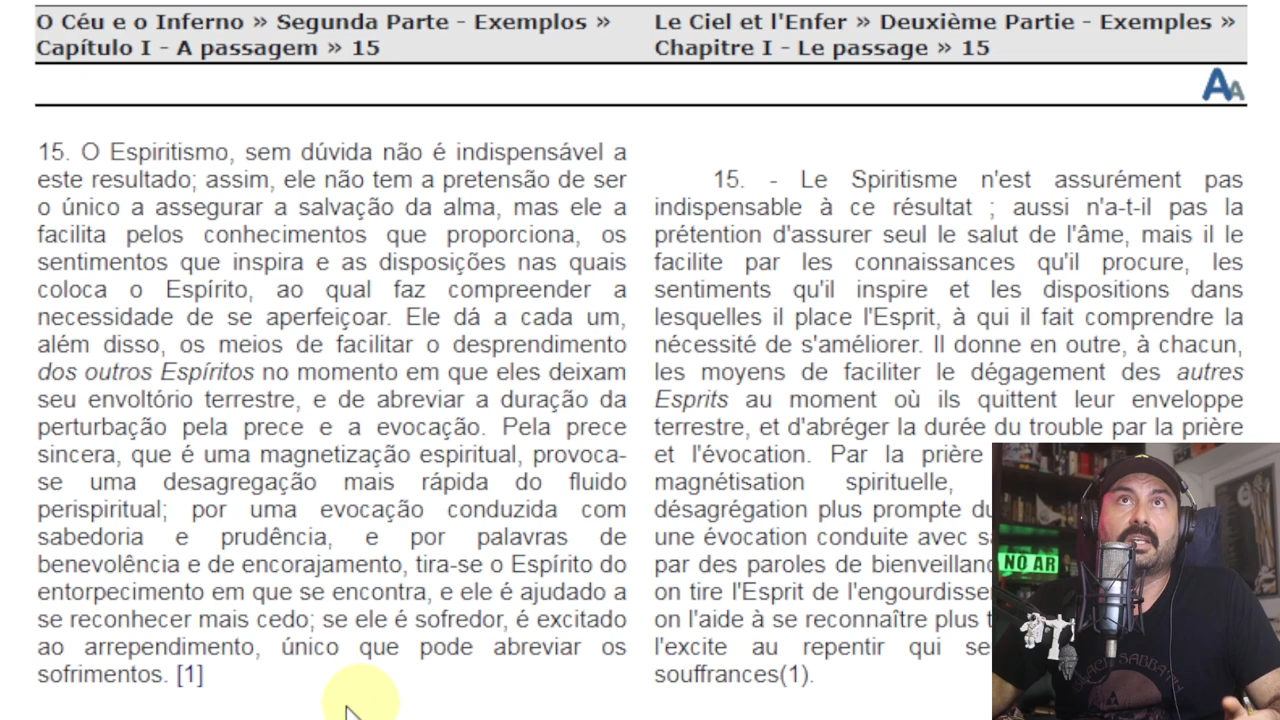 O Céu e o Inferno » Segunda Parte - Exemplos »
Capítulo I - A passagem » 15
Le Ciel et l'Enfer » Deuxième Partie - Exemples »
Chapitre I - Le passage » 15
AA
15. O Espiritismo, sem dúvida não é indispensável a
este resultado; assim, ele não tem a pretensão de ser
o único a assegurar a salvação da alma, mas ele a
facilita pelos conhecimentos que proporciona, os
sentimentos que inspira e as disposições nas quais
coloca o Espírito, ao qual faz compreender a
necessidade de se aperfeiçoar. Ele dá a cada um,
além disso, os meios de facilitar o desprendimento
dos outros Espíritos no momento em que eles deixam
seu envoltório terrestre, e de abreviar a duração da
perturbação pela prece e a evocação. Pela prece
sincera, que é uma magnetização espiritual, provoca-
se uma desagregação mais rápida do fluido
perispiritual; por uma evocação conduzida com
sabedoria e prudência, e por palavras de
benevolência e de encorajamento, tira-se o Espírito do
entorpecimento em que se encontra, e ele é ajudado a
se reconhecer mais cedo; se ele é sofredor, é excitado
ao arrependimento, único que pode abreviar os
sofrimentos. [1]
15. - Le Spiritisme n'est assurément pas
indispensable à ce résultat ; aussi n'a-t-il pas la
prétention d'assurer seul le salut de l'âme, mais il le
facilite par les connaissances qu'il procure, les
sentiments qu'il inspire et les dispositions dans
lesquelles il place l'Esprit, à qui il fait comprendre la
nécessité de s'améliorer. Il donne en outre, à chacun,
les moyens de faciliter le dégagement des autres
Esprits au moment où ils quittent leur enveloppe
terrestre, et d'abréger la durée du trouble par la prière
et l'évocation. Par la prière
magnétisation spirituelle,
désagrégation plus prompte
une évocation conduite avec
par des paroles de
on tire l'Esprit de
on l'aide à se reconnaître plus
l'excite au repentir qui
souffrances(1).
NO AR
BLACK SABBATH